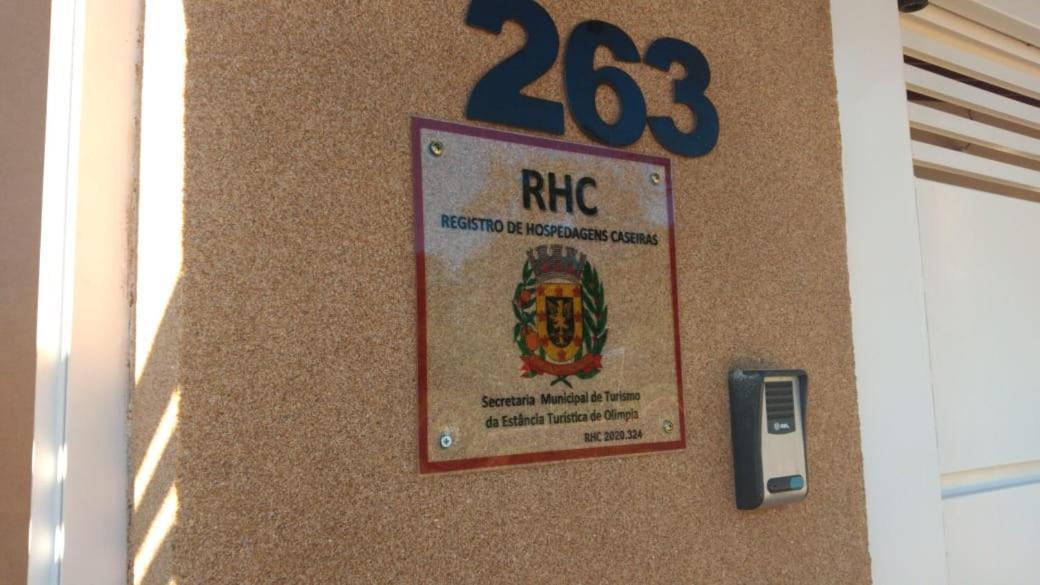 263
RHC
REGISTRO DE HOSPEDAGENS CASEIRAS
Secretaria Municipal de Turismo
da Estância Turística de Olímpia
RHC 2020.324